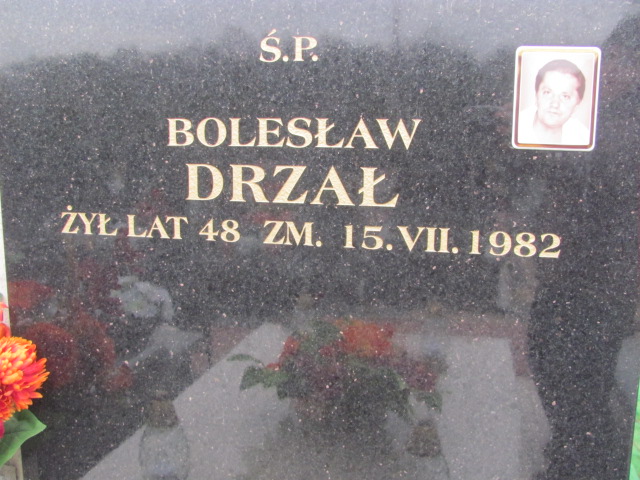 Ś.P.
BOLESŁAW
DRZAŁ
ŻYŁ LAT 48 ZM. 15.VII.1982